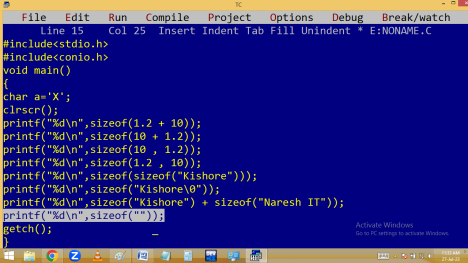 TC
File Edit Run Compile Project Options Debug Break/watch
Line 15 Col 25 Insert Indent Tab Fill Unindent * E:NONAME.C
#include<stdio.h>
#include<conio.h>
void main()
{
char a='X';
clrscr();
printf("%d\n",sizeof(1.2 + 10));
printf("%d\n",sizeof(10 + 1.2));
printf("%d\n",sizeof(10 , 1.2));
printf("%d\n",sizeof(1.2 , 10));
printf("%d\n",sizeof(sizeof("Kishore")));
printf("%d\n",sizeof("Kishore\0"));
printf("%d\n",sizeof("Kishore") + sizeof("Naresh IT"));
printf("%d\n",sizeof(""));
getch();
}
Activate Windows
Go to PC settings to activate Windows.